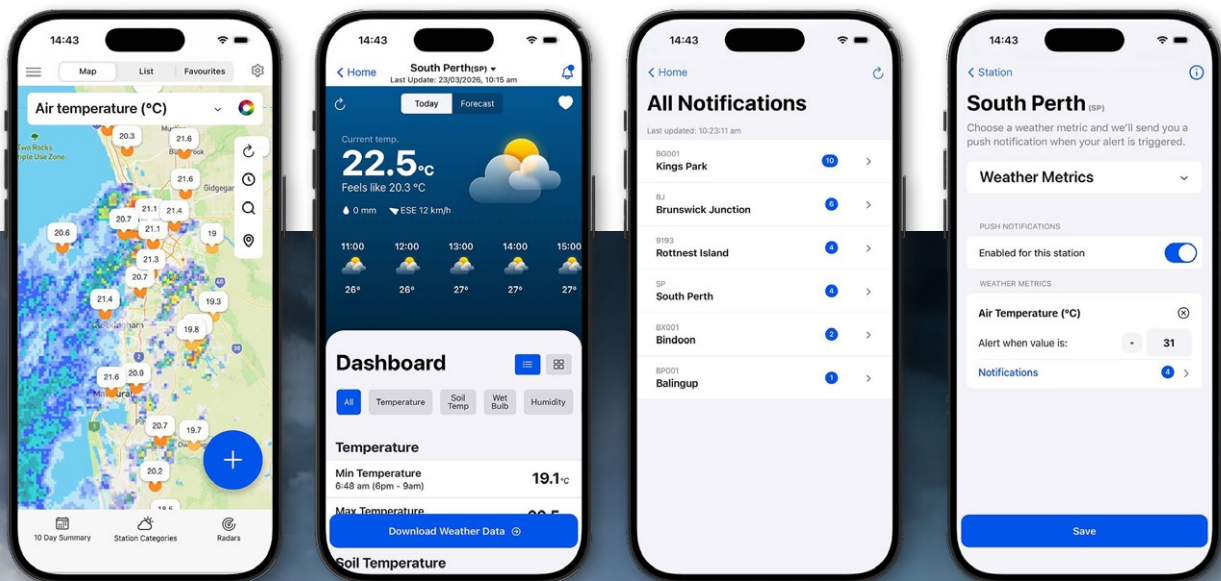 14:43
Map List Favourites
Air temperature (°C)
20.3
21.6
Two Rocks
21.6
Gidgegan
20.7
21.1
21.4
20.6
21.1
19
21.3
20.7
40
21.4
19.3
19.8
2
30
21.6
20.9
1
20.7
19.7
20.2
+
18.5
10 Day Summary Station Categories Radars
14:43
Home
South Perth(SP)
Last Update: 23/03/2026, 10:15 am
Today Forecast
Current temp.
22.5°C
Feels like 20.3 °C
0 mm ESE 12 km/h
11:00 12:00 13:00 14:00 15:00
26° 26° 27° 27° 27°
Dashboard
All Temperature Soil Temp Wet Bulb Humidity
Temperature
Min Temperature
6:48 am (6pm - 9am)
19.1°C
Max Temperature
Download Weather Data
Soil Temperature
14:43
Home
All Notifications
Last updated: 10:23:11 am
BG001
Kings Park
10
BJ
Brunswick Junction
6
9193
Rottnest Island
4
SP
South Perth
4
BX001
Bindoon
2
BP001
Balingup
1
14:43
Station
South Perth (SP)
Choose a weather metric and we'll send you a
push notification when your alert is triggered.
Weather Metrics
PUSH NOTIFICATIONS
Enabled for this station
WEATHER METRICS
Air Temperature (°C)
Alert when value is: 31
Notifications 4
Save